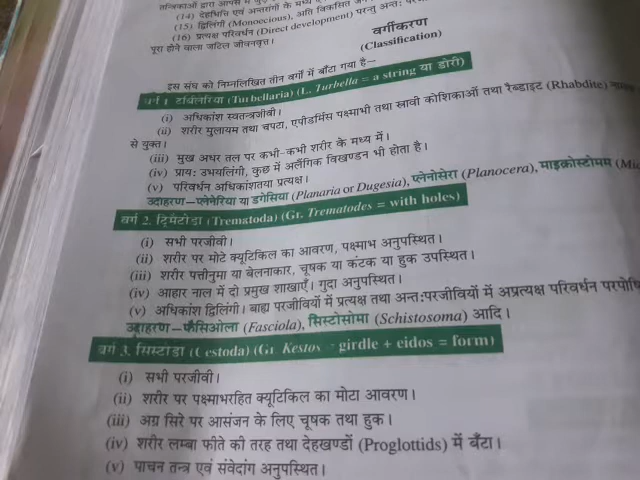 (14) देहभित्ति एवं अन्तरांगों के मध्य
(15) द्विलिंगी (Monoecious), अति विकसित
(16) प्रत्यक्ष परिवर्धन (Direct development) परन्तु अन्तः
पूरा होने वाला जटिल जीवनवृत्त।
वर्गीकरण
(Classification)
इस संघ को निम्नलिखित तीन वर्गों में बाँटा गया है—
वर्ग 1. टर्बीलेरिया (Turbellaria) (L. Turbella = a string या डोरी)
(i) अधिकांश स्वतन्त्रजीवी।
(ii) शरीर मुलायम तथा चपटा, एपीडर्मिस पक्ष्माभी तथा स्रावी कोशिकाओं तथा रैब्डाइट (Rhabdite)
से युक्त।
(iii) मुख अधर तल पर कभी-कभी शरीर के मध्य में।
(iv) प्रायः उभयलिंगी, कुछ में अलैंगिक विखण्डन भी होता है।
(v) परिवर्धन अधिकांशतया प्रत्यक्ष।
उदाहरण—प्लेनेरिया या डगेसिया (Planaria or Dugesia), प्लेनोसेरा (Planocera), माइक्रोस्टोमम
वर्ग 2. ट्रिमेटोडा (Trematoda) (Gr. Trematodes = with holes)
(i) सभी परजीवी।
(ii) शरीर पर मोटे क्यूटिकिल का आवरण, पक्ष्माभ अनुपस्थित।
(iii) शरीर पत्तीनुमा या बेलनाकार, चूषक या कंटक या हुक उपस्थित।
(iv) आहार नाल में दो प्रमुख शाखाएँ। गुदा अनुपस्थित।
(v) अधिकांश द्विलिंगी। बाह्य परजीवियों में प्रत्यक्ष तथा अन्तःपरजीवियों में अप्रत्यक्ष परिवर्धन
उदाहरण—फैसिओला (Fasciola), सिस्टोसोमा (Schistosoma) आदि।
वर्ग 3. सिस्टोडा (Cestoda) (Gr. Kestos - girdle + eidos = form)
(i) सभी परजीवी।
(ii) शरीर पर पक्ष्माभरहित क्यूटिकिल का मोटा आवरण।
(iii) अग्र सिरे पर आसंजन के लिए चूषक तथा हुक।
(iv) शरीर लम्बा फीते की तरह तथा देहखण्डों (Proglottids) में बँटा।
(v) पाचन तन्त्र एवं संवेदांग अनुपस्थित।